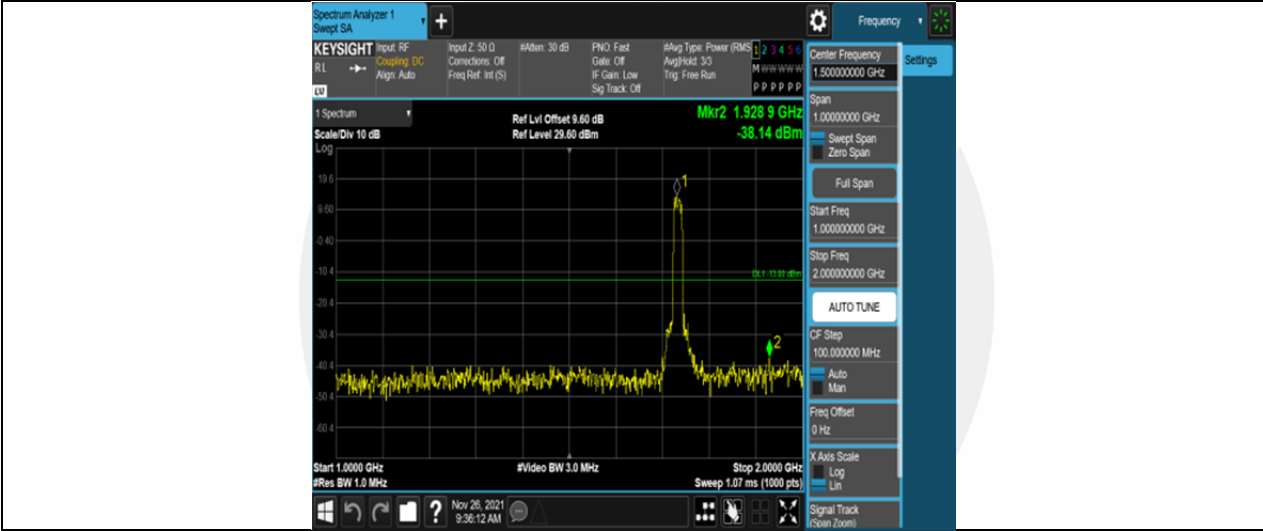 Spectrum Analyzer 1
Swept SA
+
Frequency
KEYSIGHT
RL
Input: RF
Coupling: DC
Align: Auto
Input Z: 50 Ω
Corrections: Off
Freq Ref: Int (S)
#Atten: 30 dB
PNO: Fast
Gate: Off
IF Gain: Low
Sig Track: Off
#Avg Type: Power (RMS
Avg|Hold: 3/3
Trig: Free Run
1 2 3 4 5 6
M W W W W W
P P P P P P
1 Spectrum
Scale/Div 10 dB
Log
Ref Lvl Offset 9.60 dB
Ref Level 29.60 dBm
Mkr2 1.928 9 GHz
-38.14 dBm
19.6
9.60
-0.40
-10.4
-20.4
-30.4
-40.4
-50.4
-60.4
1
DL1 -13.00 dBm
2
Start 1.0000 GHz
#Res BW 1.0 MHz
#Video BW 3.0 MHz
Stop 2.0000 GHz
Sweep 1.07 ms (1000 pts)
Center Frequency
1.500000000 GHz
Settings
Span
1.00000000 GHz
Swept Span
Zero Span
Full Span
Start Freq
1.000000000 GHz
Stop Freq
2.000000000 GHz
AUTO TUNE
CF Step
100.000000 MHz
Auto
Man
Freq Offset
0 Hz
X Axis Scale
Log
Lin
Signal Track
(Span Zoom)
?
Nov 26, 2021
9:36:12 AM